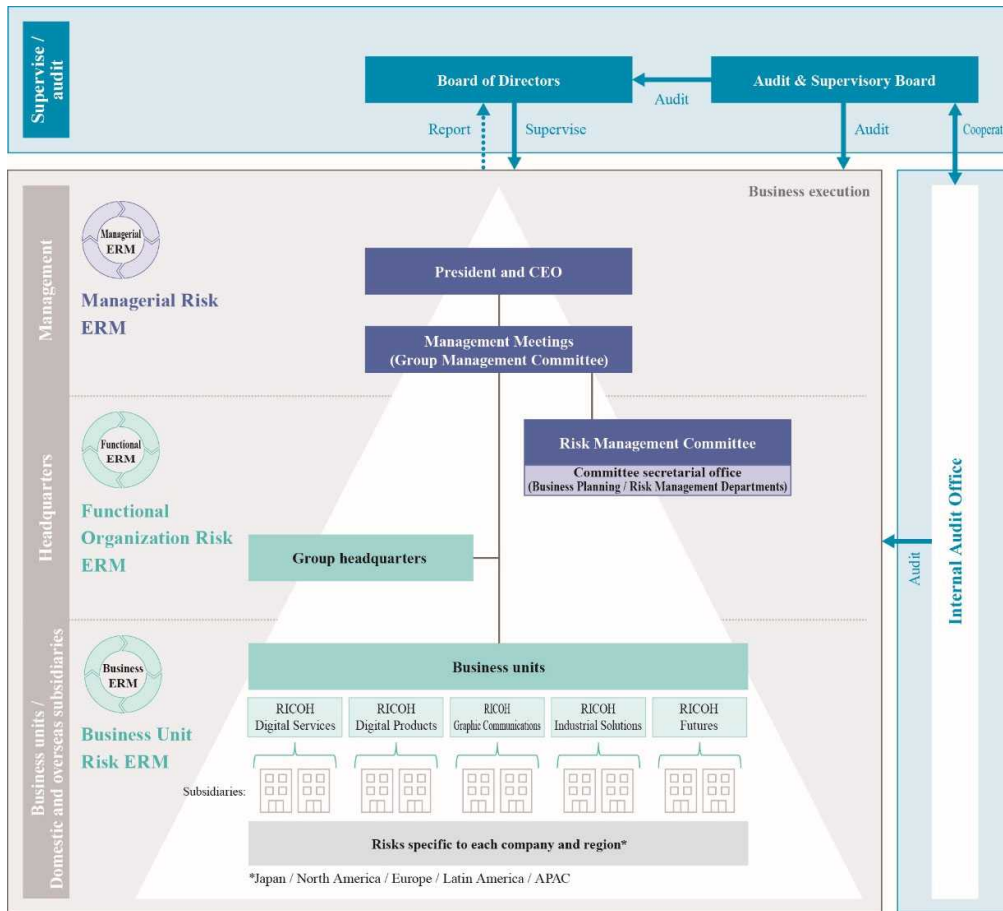 Supervise /
audit
Board of Directors
Audit & Supervisory Board
Audit
Report
Supervise
Audit
Cooperat
Business execution
Management
Managerial
ERM
Managerial Risk
ERM
President and CEO
Management Meetings
(Group Management Committee)
Headquarters
Functional
ERM
Functional
Organization Risk
ERM
Risk Management Committee
Committee secretarial office
(Business Planning / Risk Management Departments)
Group headquarters
Audit
Internal Audit Office
Business units /
Domestic and overseas subsidiaries
Business
ERM
Business Unit
Risk ERM
Business units
RICOH
Digital Services
RICOH
Digital Products
RICOH
Graphic Communications
RICOH
Industrial Solutions
RICOH
Futures
Subsidiaries:
Risks specific to each company and region*
*Japan / North America / Europe / Latin America / APAC